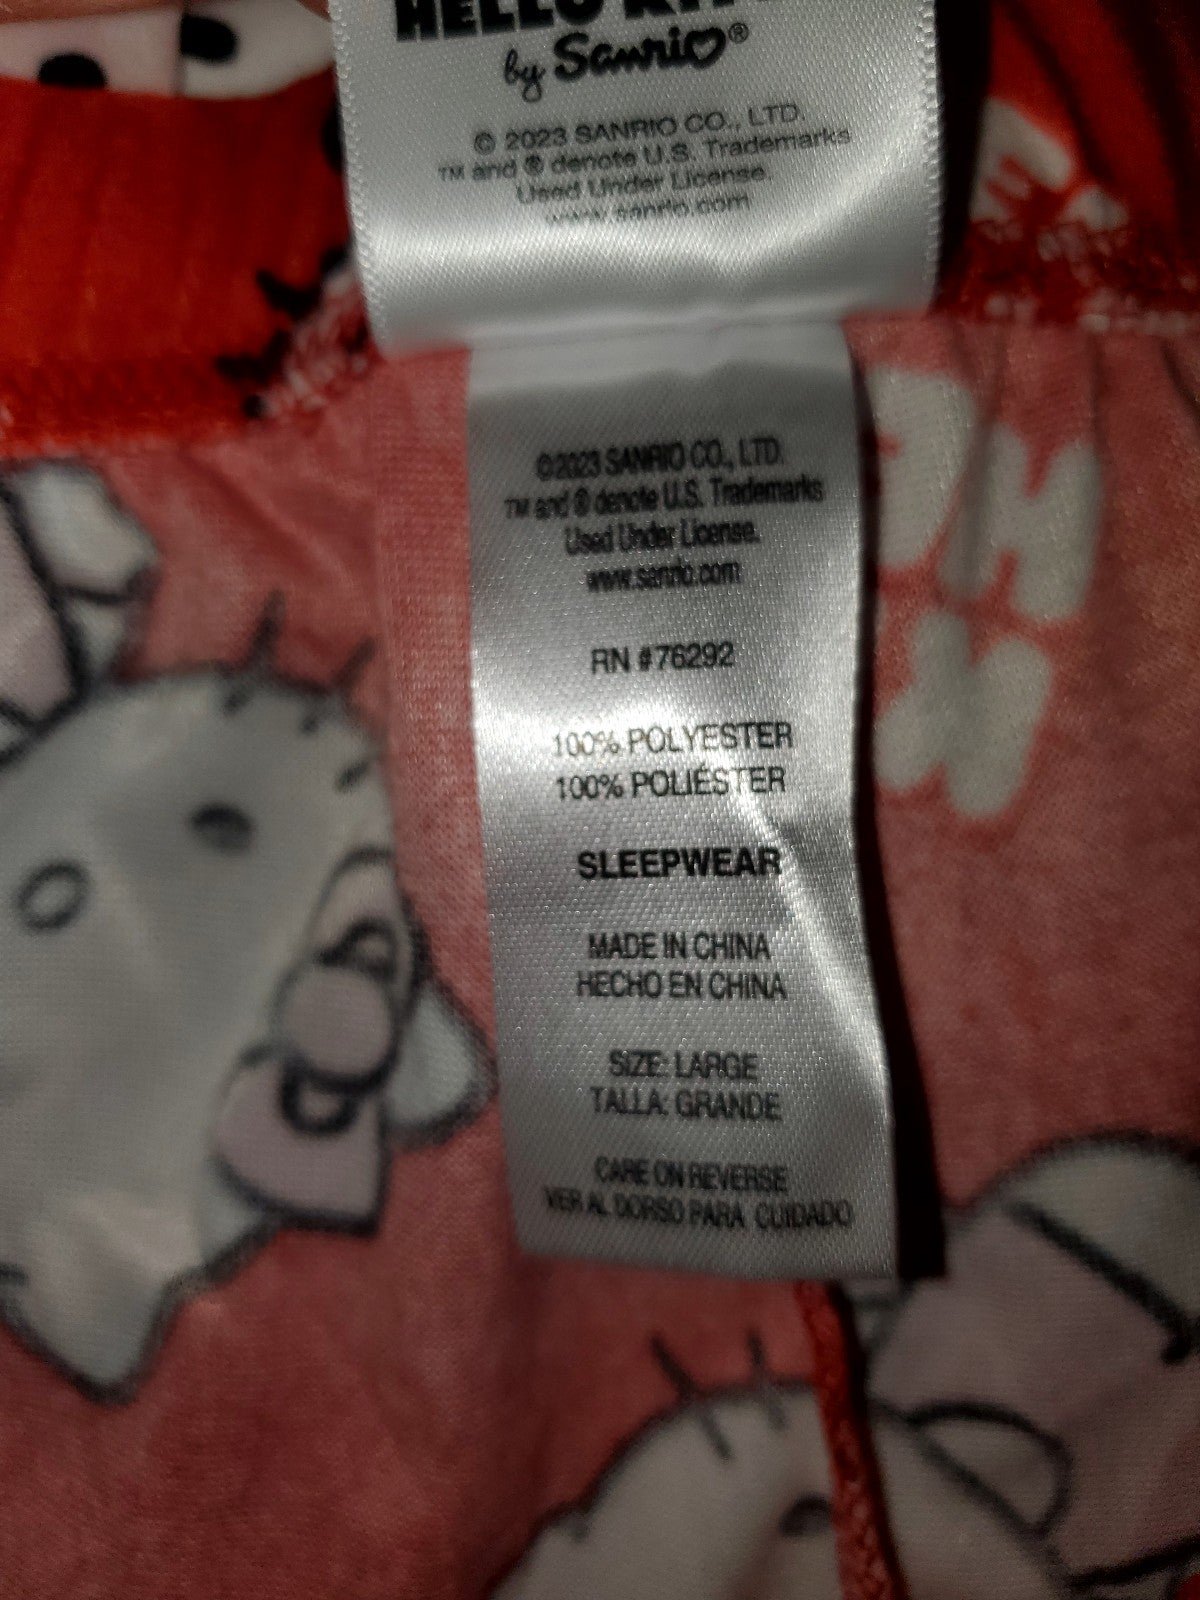 HELLO
by Sanrio®
© 2023 SANRIO CO., LTD.
TM and ® denote U.S. Trademarks
Used Under License.
www.sanrio.com
©2023 SANRIO CO., LTD.
TM and ® denote U.S. Trademarks
Used Under License.
www.sanrio.com
RN #76292
100% POLYESTER
100% POLIÉSTER
SLEEPWEAR
MADE IN CHINA
HECHO EN CHINA
SIZE: LARGE
TALLA: GRANDE
CARE ON REVERSE
VER AL DORSO PARA CUIDADO